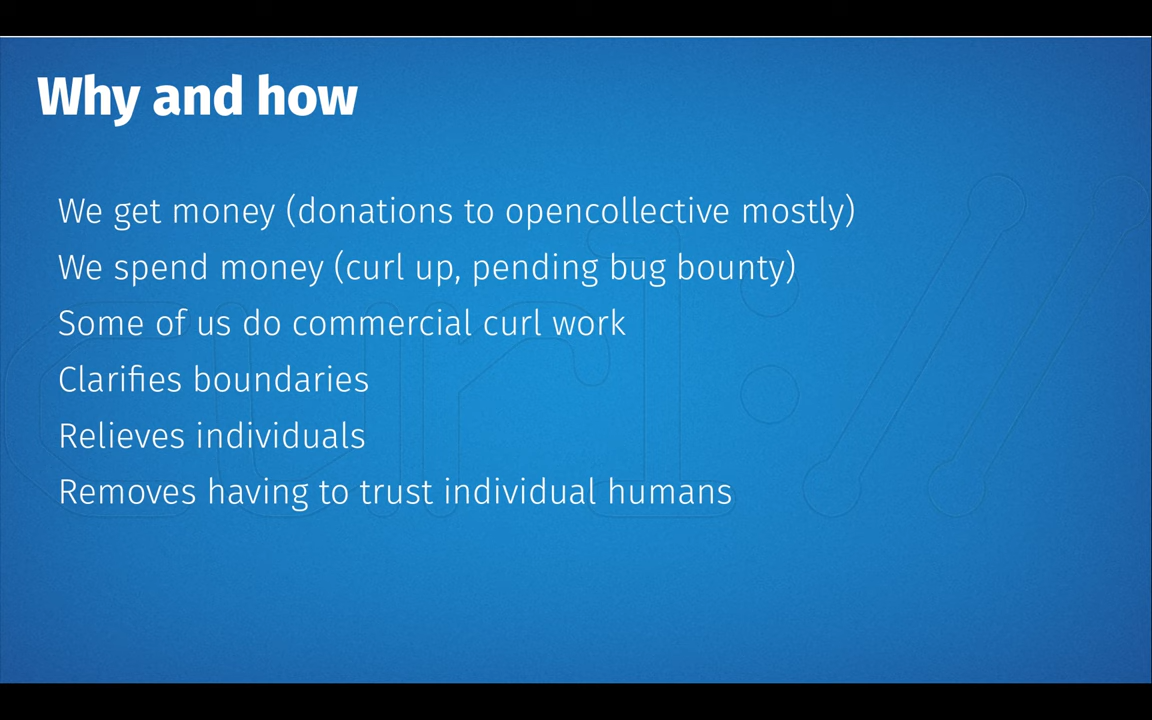 Why and how
We get money (donations to opencollective mostly)
We spend money (curl up, pending bug bounty)
Some of us do commercial curl work
Clarifies boundaries
Relieves individuals
Removes having to trust individual humans
curl://